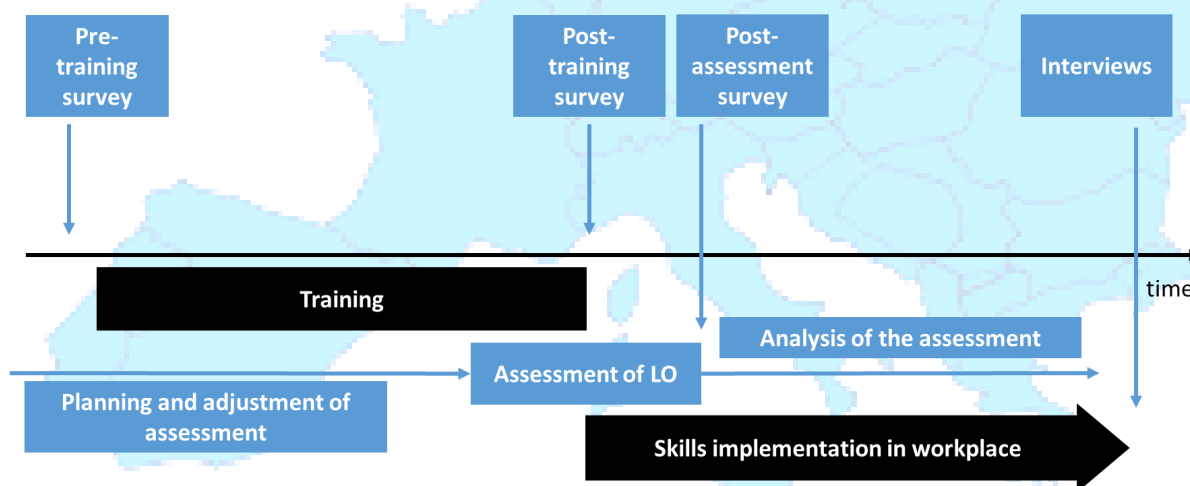 Pre-
training
survey
Post-
training
survey
Post-
assessment
survey
Interviews
Training
time
Analysis of the assessment
Assessment of LO
Planning and adjustment of
assessment
Skills implementation in workplace